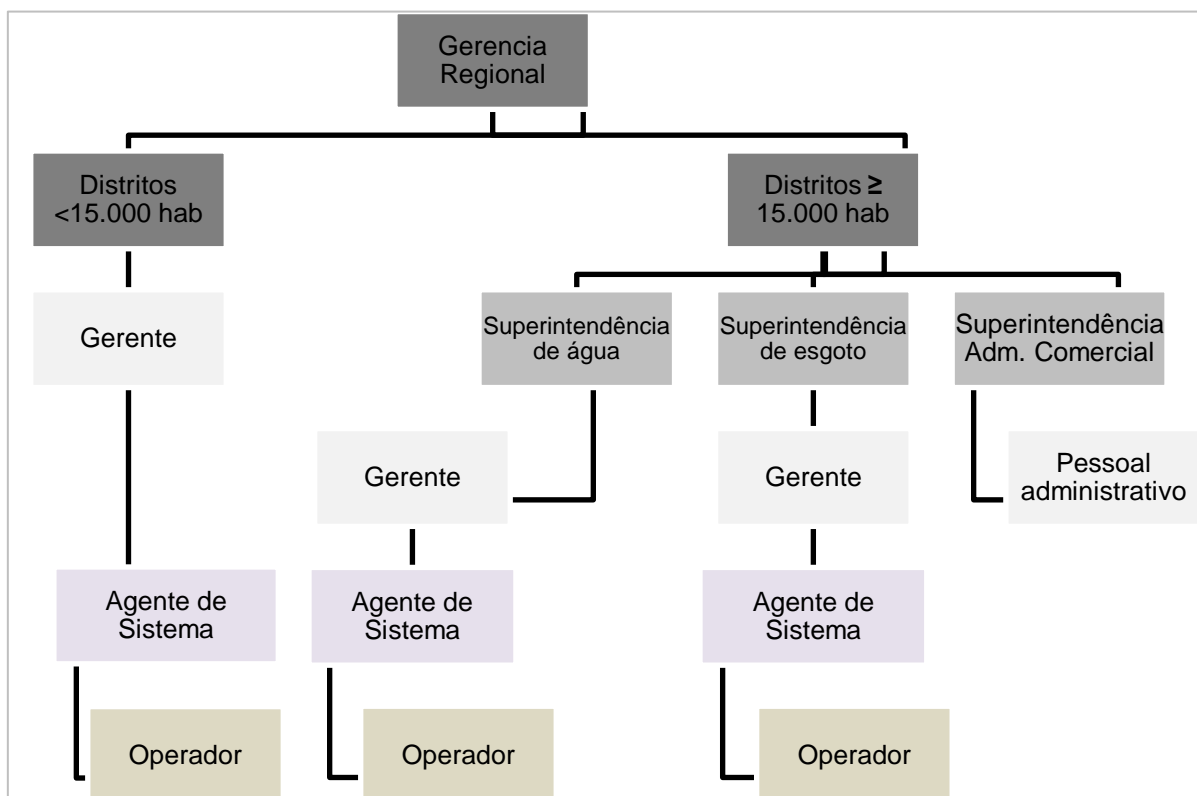 Gerencia
Regional
Distritos
<15.000 hab
Distritos ≥
15.000 hab
Gerente
Superintendência
de água
Superintendência
de esgoto
Superintendência
Adm. Comercial
Gerente
Gerente
Pessoal
administrativo
Agente de
Sistema
Agente de
Sistema
Agente de
Sistema
Operador
Operador
Operador